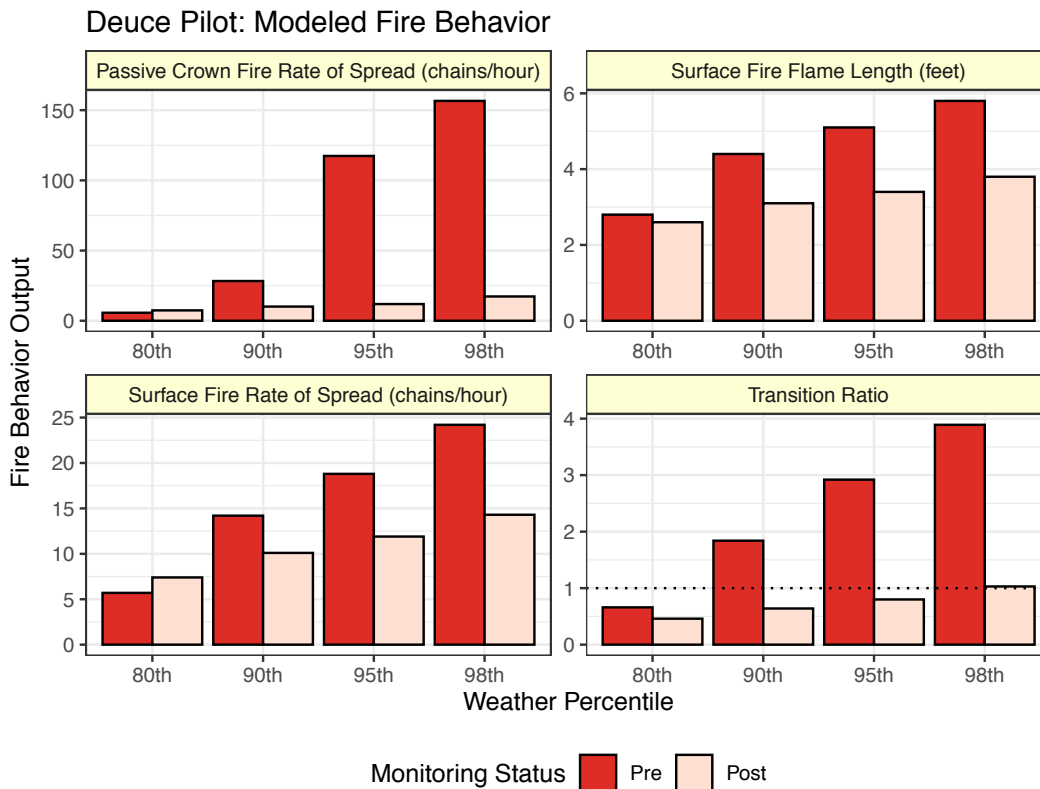 Deuce Pilot: Modeled Fire Behavior
Passive Crown Fire Rate of Spread (chains/hour)
Surface Fire Flame Length (feet)
150
100
50
0
80th 90th 95th 98th
6
4
2
0
80th 90th 95th 98th
Fire Behavior Output
Surface Fire Rate of Spread (chains/hour)
Transition Ratio
25
20
15
10
5
0
80th 90th 95th 98th
4
3
2
1
0
80th 90th 95th 98th
Weather Percentile
Monitoring Status Pre Post